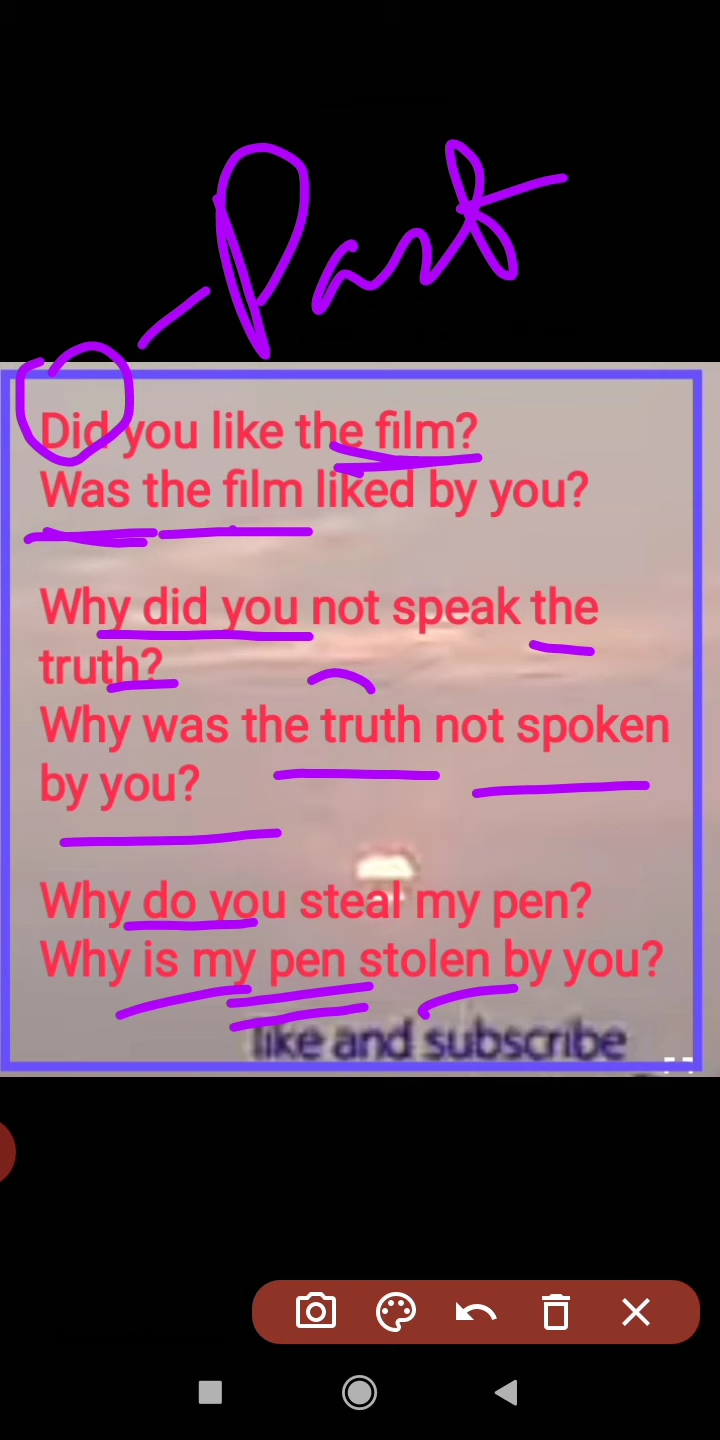 Past
Did you like the film?
Was the film liked by you?
Why did you not speak the
truth?
Why was the truth not spoken
by you?
Why do you steal my pen?
Why is my pen stolen by you?
like and subscribe